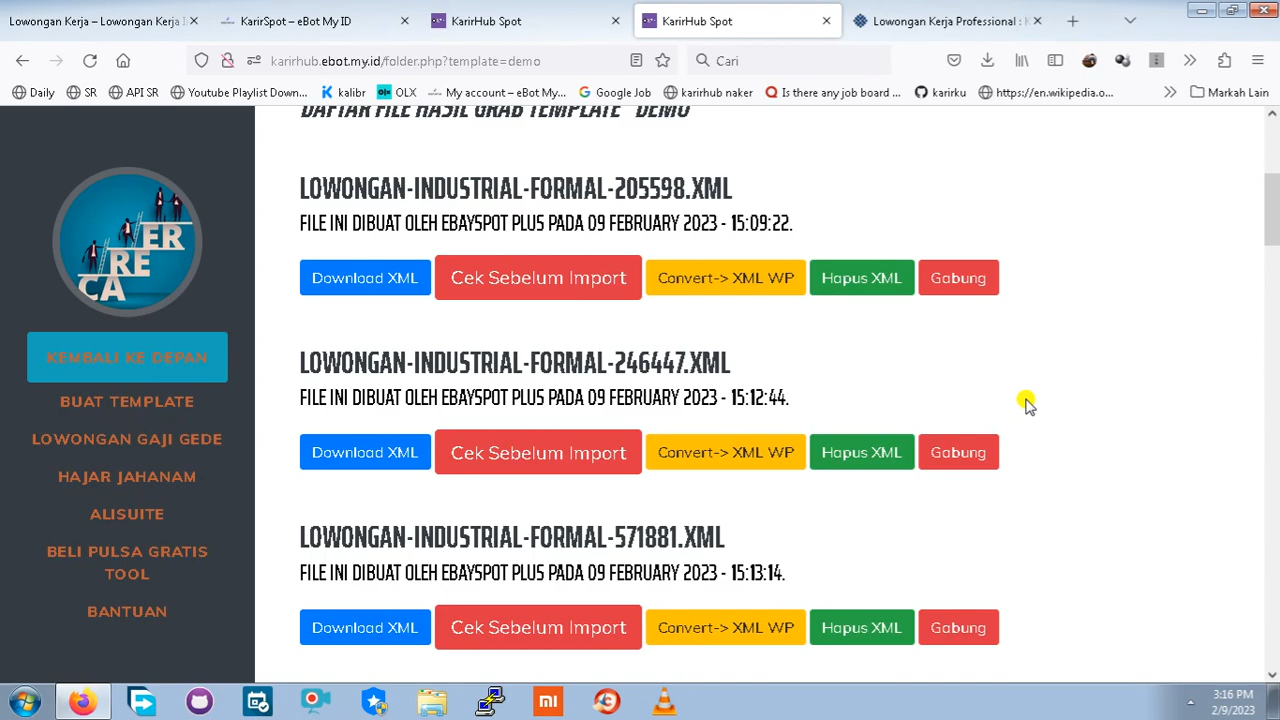 Lowongan Kerja – Lowongan Kerja I
KarirSpot – eBot My ID
KarirHub Spot
KarirHub Spot
Lowongan Kerja Professional : K
karirhub.ebot.my.id/folder.php?template=demo
Cari
Daily
SR
API SR
Youtube Playlist Down...
kalibr
OLX
My account – eBot My...
Google Job
karirhub naker
Is there any job board ...
karirku
https://en.wikipedia.o...
Markah Lain
DAFTAR FILE HASIL GRAB TEMPLATE "DEMO"
LOWONGAN-INDUSTRIAL-FORMAL-205598.XML
FILE INI DIBUAT OLEH EBAYSPOT PLUS PADA 09 FEBRUARY 2023 - 15:09:22.
Download XML
Cek Sebelum Import
Convert-> XML WP
Hapus XML
Gabung
LOWONGAN-INDUSTRIAL-FORMAL-246447.XML
FILE INI DIBUAT OLEH EBAYSPOT PLUS PADA 09 FEBRUARY 2023 - 15:12:44.
Download XML
Cek Sebelum Import
Convert-> XML WP
Hapus XML
Gabung
LOWONGAN-INDUSTRIAL-FORMAL-571881.XML
FILE INI DIBUAT OLEH EBAYSPOT PLUS PADA 09 FEBRUARY 2023 - 15:13:14.
Download XML
Cek Sebelum Import
Convert-> XML WP
Hapus XML
Gabung
ER
RE
CA
KEMBALI KE DEPAN
BUAT TEMPLATE
LOWONGAN GAJI GEDE
HAJAR JAHANAM
ALISUITE
BELI PULSA GRATIS
TOOL
BANTUAN
3:16 PM
2/9/2023